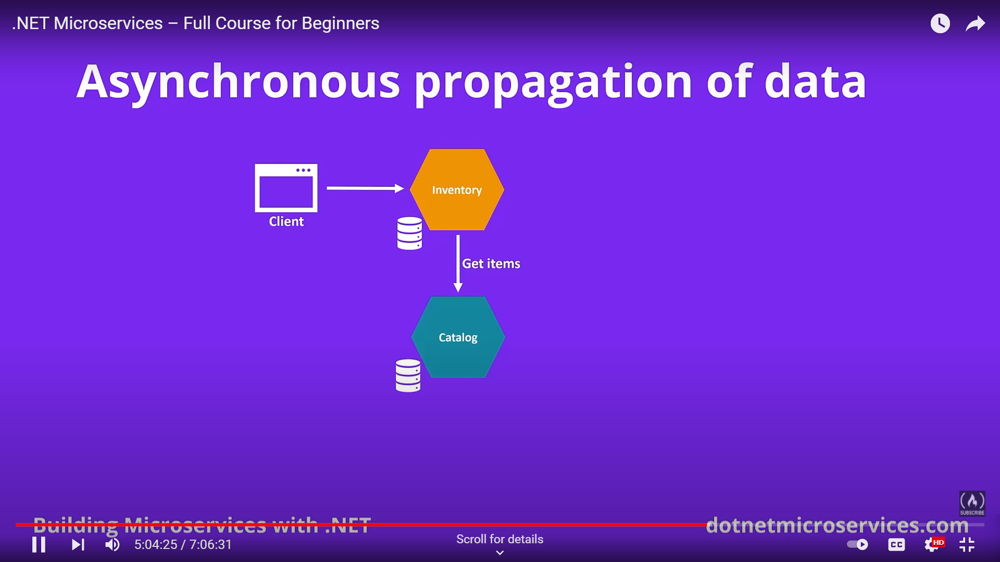 .NET Microservices – Full Course for Beginners
Asynchronous propagation of data
Inventory
Client
Get items
Catalog
SUBSCRIBE
Building Microservices with .NET
dotnetmicroservices.com
5:04:25 / 7:06:31
Scroll for details
CC
HD